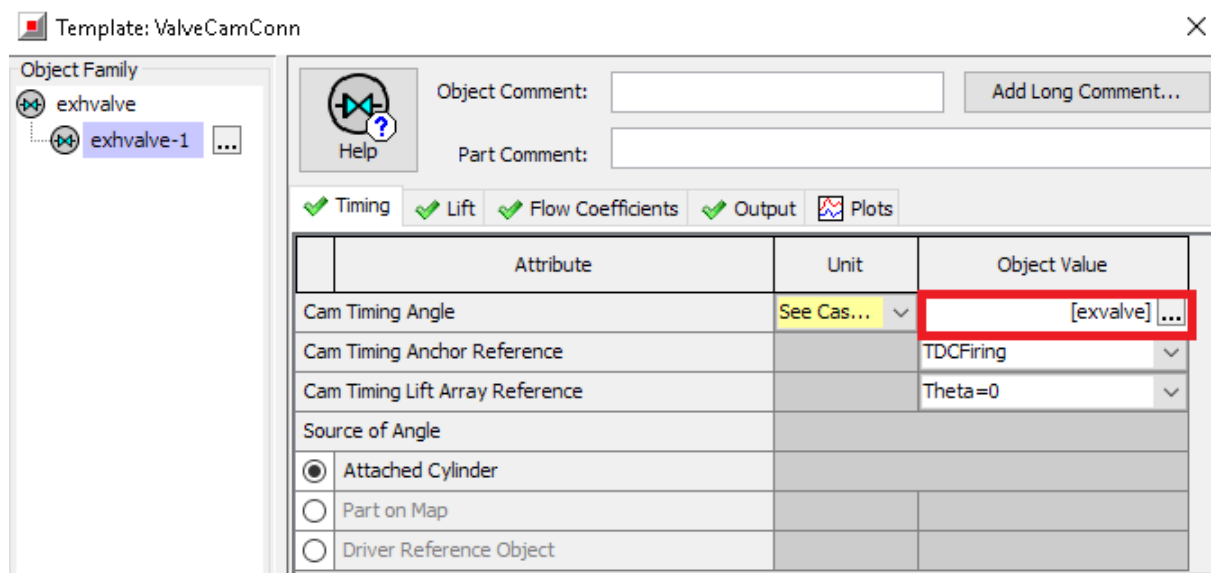 Template: ValveCamConn
Object Family
exhvalve
exhvalve-1 ...
Help
Object Comment:
Add Long Comment...
Part Comment:
Timing Lift Flow Coefficients Output Plots
Attribute Unit Object Value
Cam Timing Angle See Cas... [exvalve] ...
Cam Timing Anchor Reference TDCFiring
Cam Timing Lift Array Reference Theta=0
Source of Angle
Attached Cylinder
Part on Map
Driver Reference Object